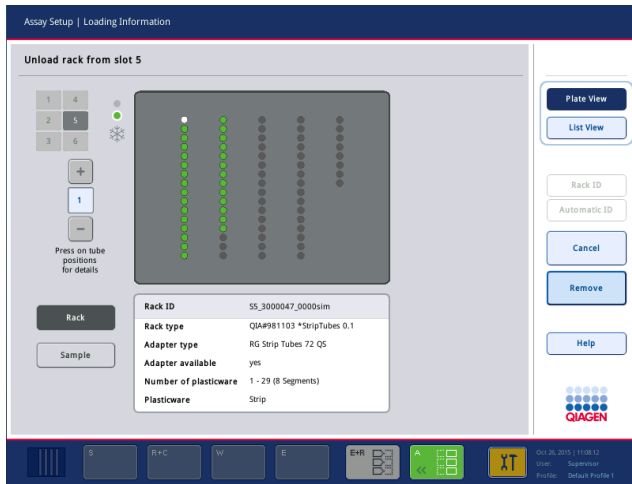 Assay Setup | Loading Information
Unload rack from slot 5
1 4
2 5
3 6
+
1
−
Press on tube
positions
for details
Rack
Sample
Rack ID S5_3000047_0000sim
Rack type QIA#981103 *StripTubes 0.1
Adapter type RG Strip Tubes 72 QS
Adapter available yes
Number of plasticware 1 - 29 (8 Segments)
Plasticware Strip
Plate View
List View
Rack ID
Automatic ID
Cancel
Remove
Help
QIAGEN
S
R+C
W
E
E+R
A
Oct 26, 2015 | 11:08:12
User: Supervisor
Profile: Default Profile 1